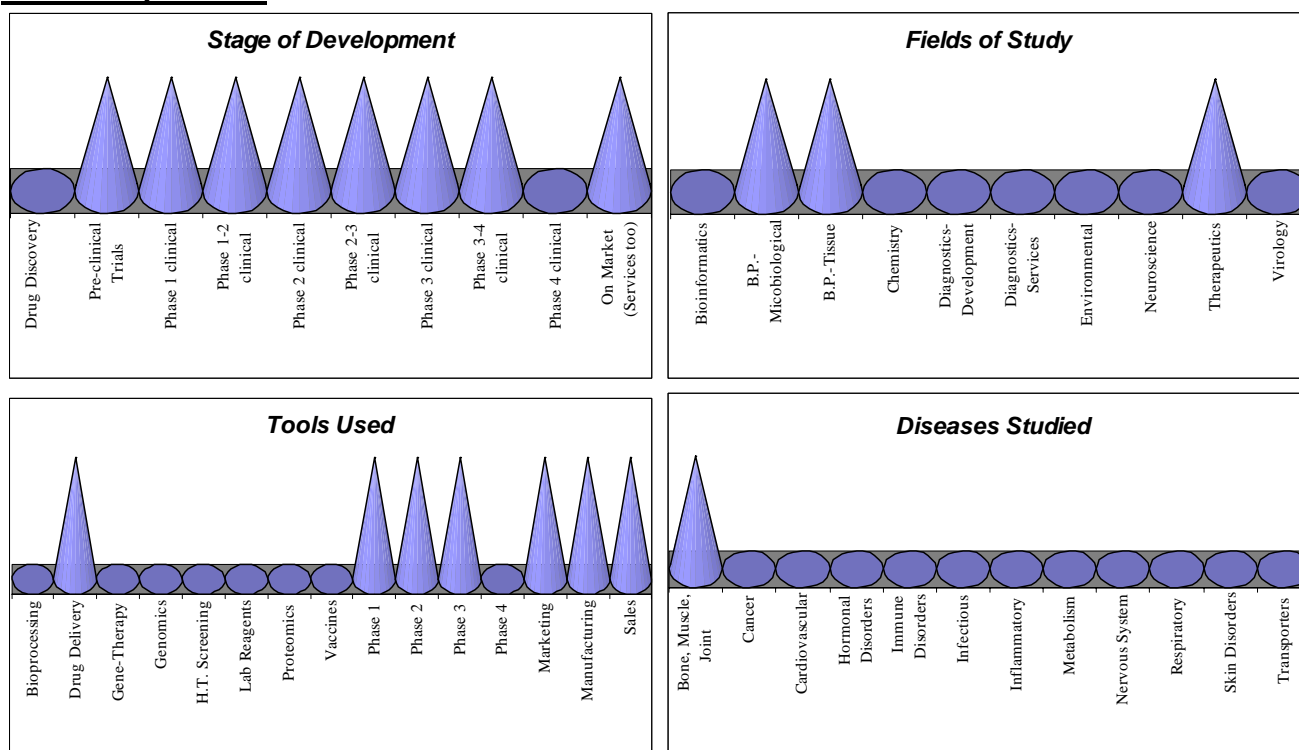 Stage of Development
Drug Discovery
Pre-clinical
Trials
Phase 1 clinical
Phase 1-2
clinical
Phase 2 clinical
Phase 2-3
clinical
Phase 3 clinical
Phase 3-4
clinical
Phase 4 clinical
On Market
(Services too)
Fields of Study
Bioinformatics
B.P.-
Micobiological
B.P.-Tissue
Chemistry
Diagnostics-
Development
Diagnostics-
Services
Environmental
Neuroscience
Therapeutics
Virology
Tools Used
Bioprocessing
Drug Delivery
Gene-Therapy
Genomics
H.T. Screening
Lab Reagents
Proteomics
Vaccines
Phase 1
Phase 2
Phase 3
Phase 4
Marketing
Manufacturing
Sales
Diseases Studied
Bone, Muscle,
Joint
Cancer
Cardiovascular
Hormonal
Disorders
Immune
Disorders
Infectious
Inflammatory
Metabolism
Nervous System
Respiratory
Skin Disorders
Transporters